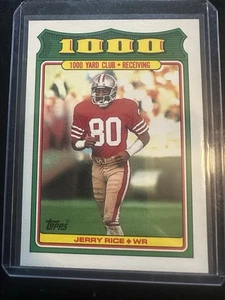 1000
1000 YARD CLUB • RECEIVING
80
Topps
JERRY RICE ♦ WR